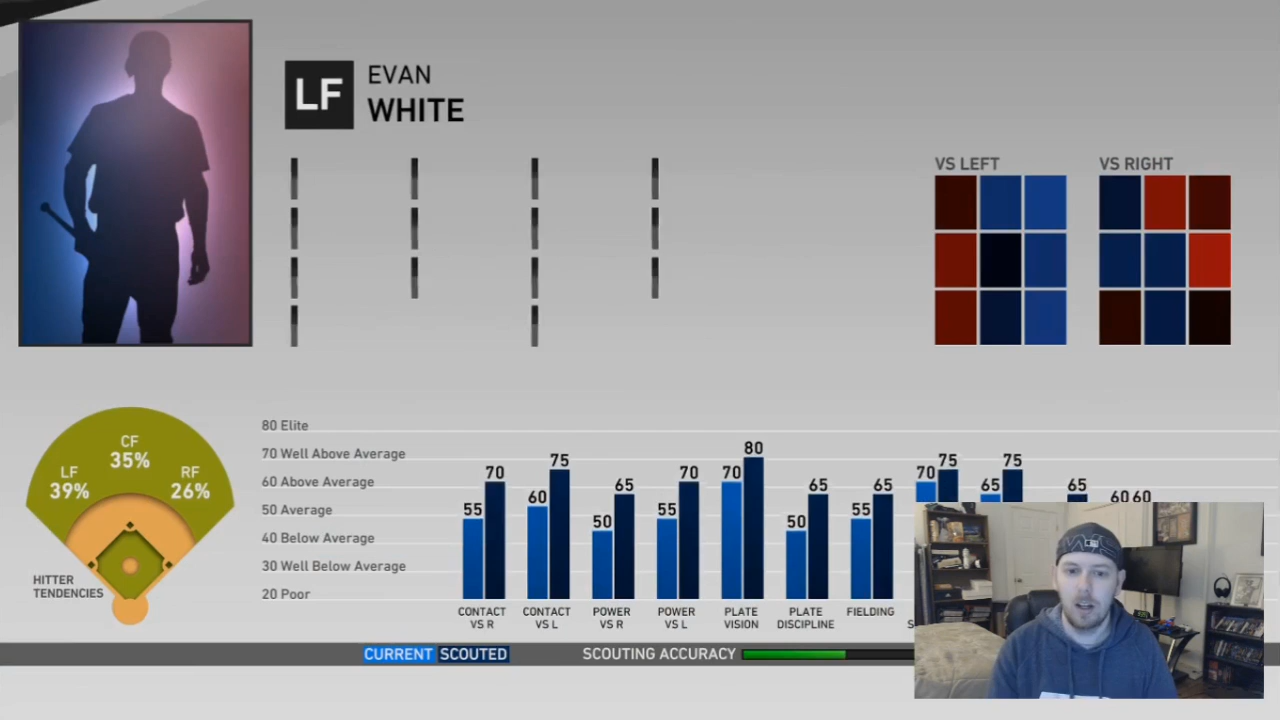 LF
EVAN
WHITE
VS LEFT
VS RIGHT
CF
35%
LF
39%
RF
26%
HITTER
TENDENCIES
80 Elite
70 Well Above Average
60 Above Average
50 Average
40 Below Average
30 Well Below Average
20 Poor
55 70 60 75 50 65 55 70 70 80 50 65 55 65 70 75 65 75 65 60 60
CONTACT
VS R
CONTACT
VS L
POWER
VS R
POWER
VS L
PLATE
VISION
PLATE
DISCIPLINE
FIELDING
CURRENT SCOUTED
SCOUTING ACCURACY